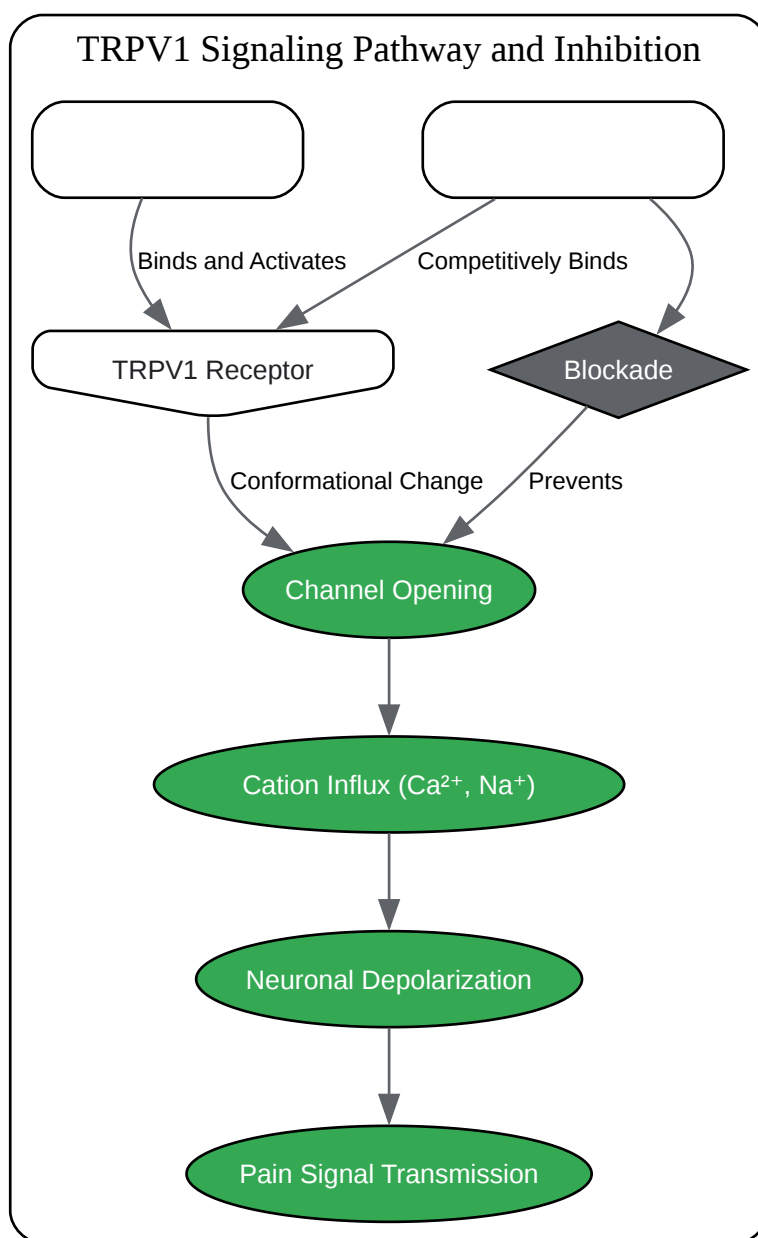 TRPV1 Signaling Pathway and Inhibition
Binds and Activates
Competitively Binds
TRPV1 Receptor
Blockade
Conformational Change
Prevents
Channel Opening
Cation Influx (Ca²⁺, Na⁺)
Neuronal Depolarization
Pain Signal Transmission